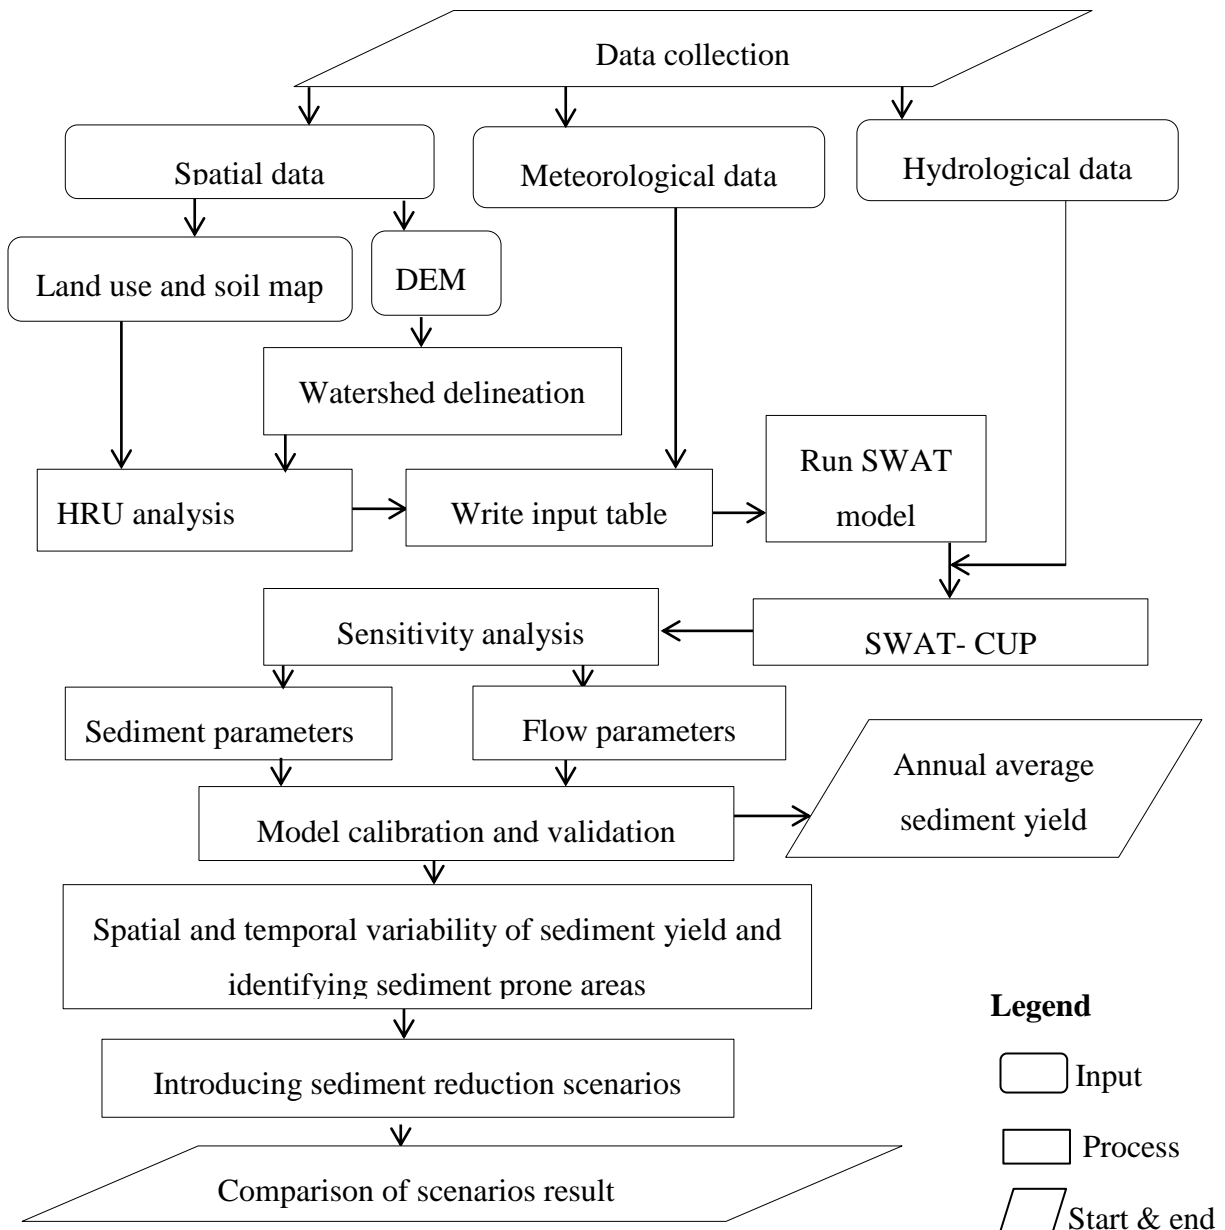 Data collection
Spatial data
Meteorological data
Hydrological data
Land use and soil map
DEM
Watershed delineation
HRU analysis
Write input table
Run SWAT
model
Sensitivity analysis
SWAT- CUP
Sediment parameters
Flow parameters
Annual average
sediment yield
Model calibration and validation
Spatial and temporal variability of sediment yield and
identifying sediment prone areas
Introducing sediment reduction scenarios
Comparison of scenarios result
Legend
Input
Process
Start & end